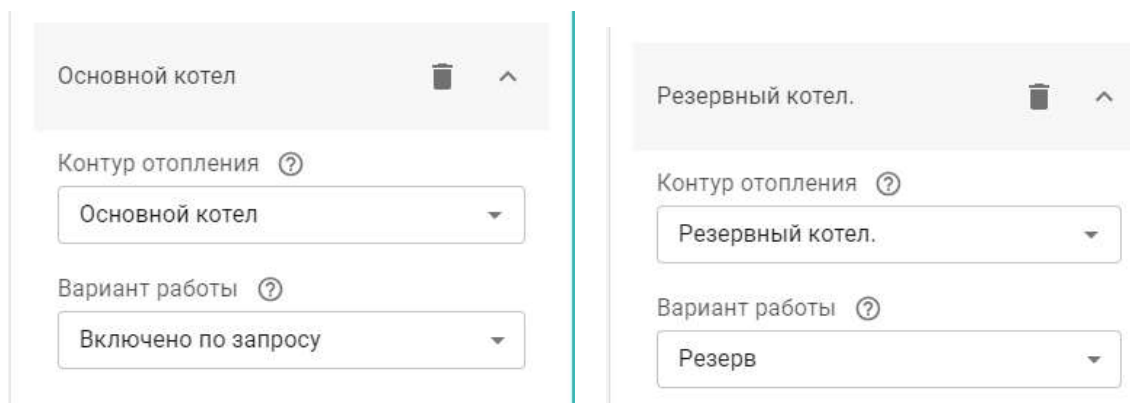 Основной котел
Контур отопления
Основной котел
Вариант работы
Включено по запросу
Резервный котел.
Контур отопления
Резервный котел.
Вариант работы
Резерв